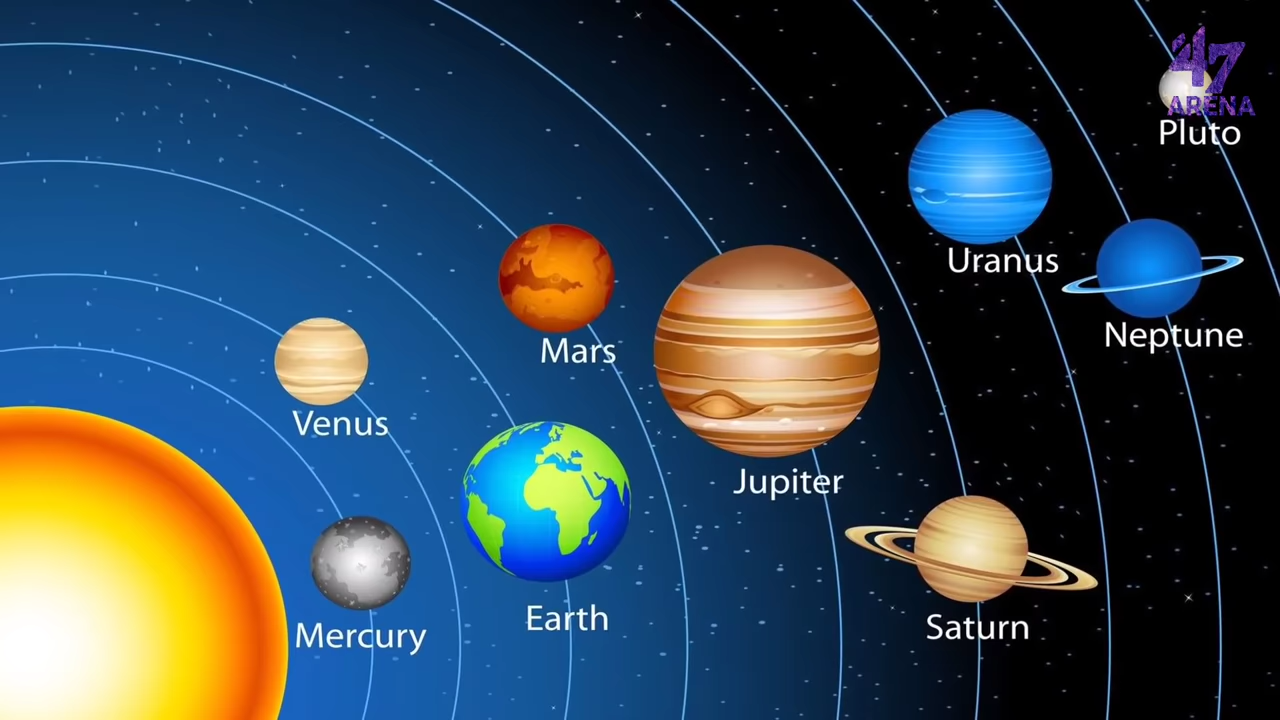 47
ARENA
Pluto
Uranus
Neptune
Mars
Venus
Jupiter
Earth
Saturn
Mercury